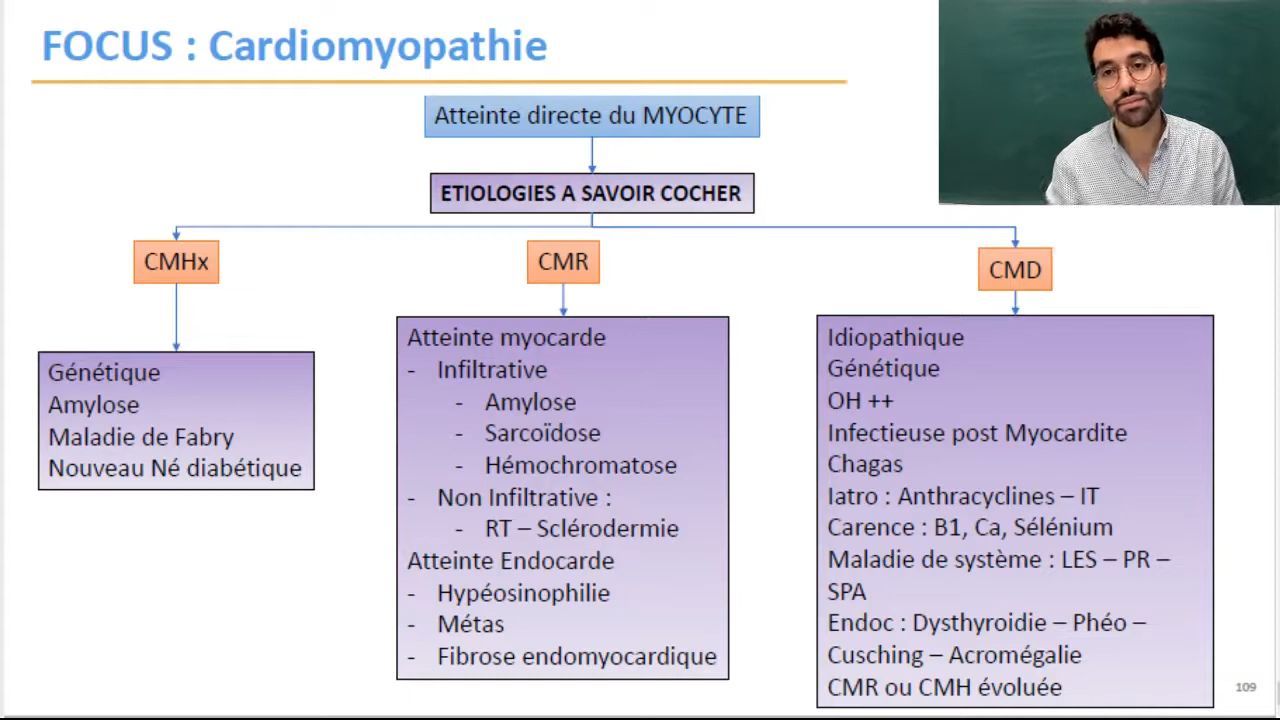 FOCUS : Cardiomyopathie
Atteinte directe du MYOCYTE
ETIOLOGIES A SAVOIR COCHER
CMHx
Génétique
Amylose
Maladie de Fabry
Nouveau Né diabétique
CMR
Atteinte myocarde
- Infiltrative
- Amylose
- Sarcoïdose
- Hémochromatose
- Non Infiltrative :
- RT – Sclérodermie
Atteinte Endocarde
- Hypéosinophilie
- Métas
- Fibrose endomyocardique
CMD
Idiopathique
Génétique
OH ++
Infectieuse post Myocardite
Chagas
Iatro : Anthracyclines – IT
Carence : B1, Ca, Sélénium
Maladie de système : LES – PR –
SPA
Endoc : Dysthyroidie – Phéo –
Cusching – Acromégalie
CMR ou CMH évoluée
109